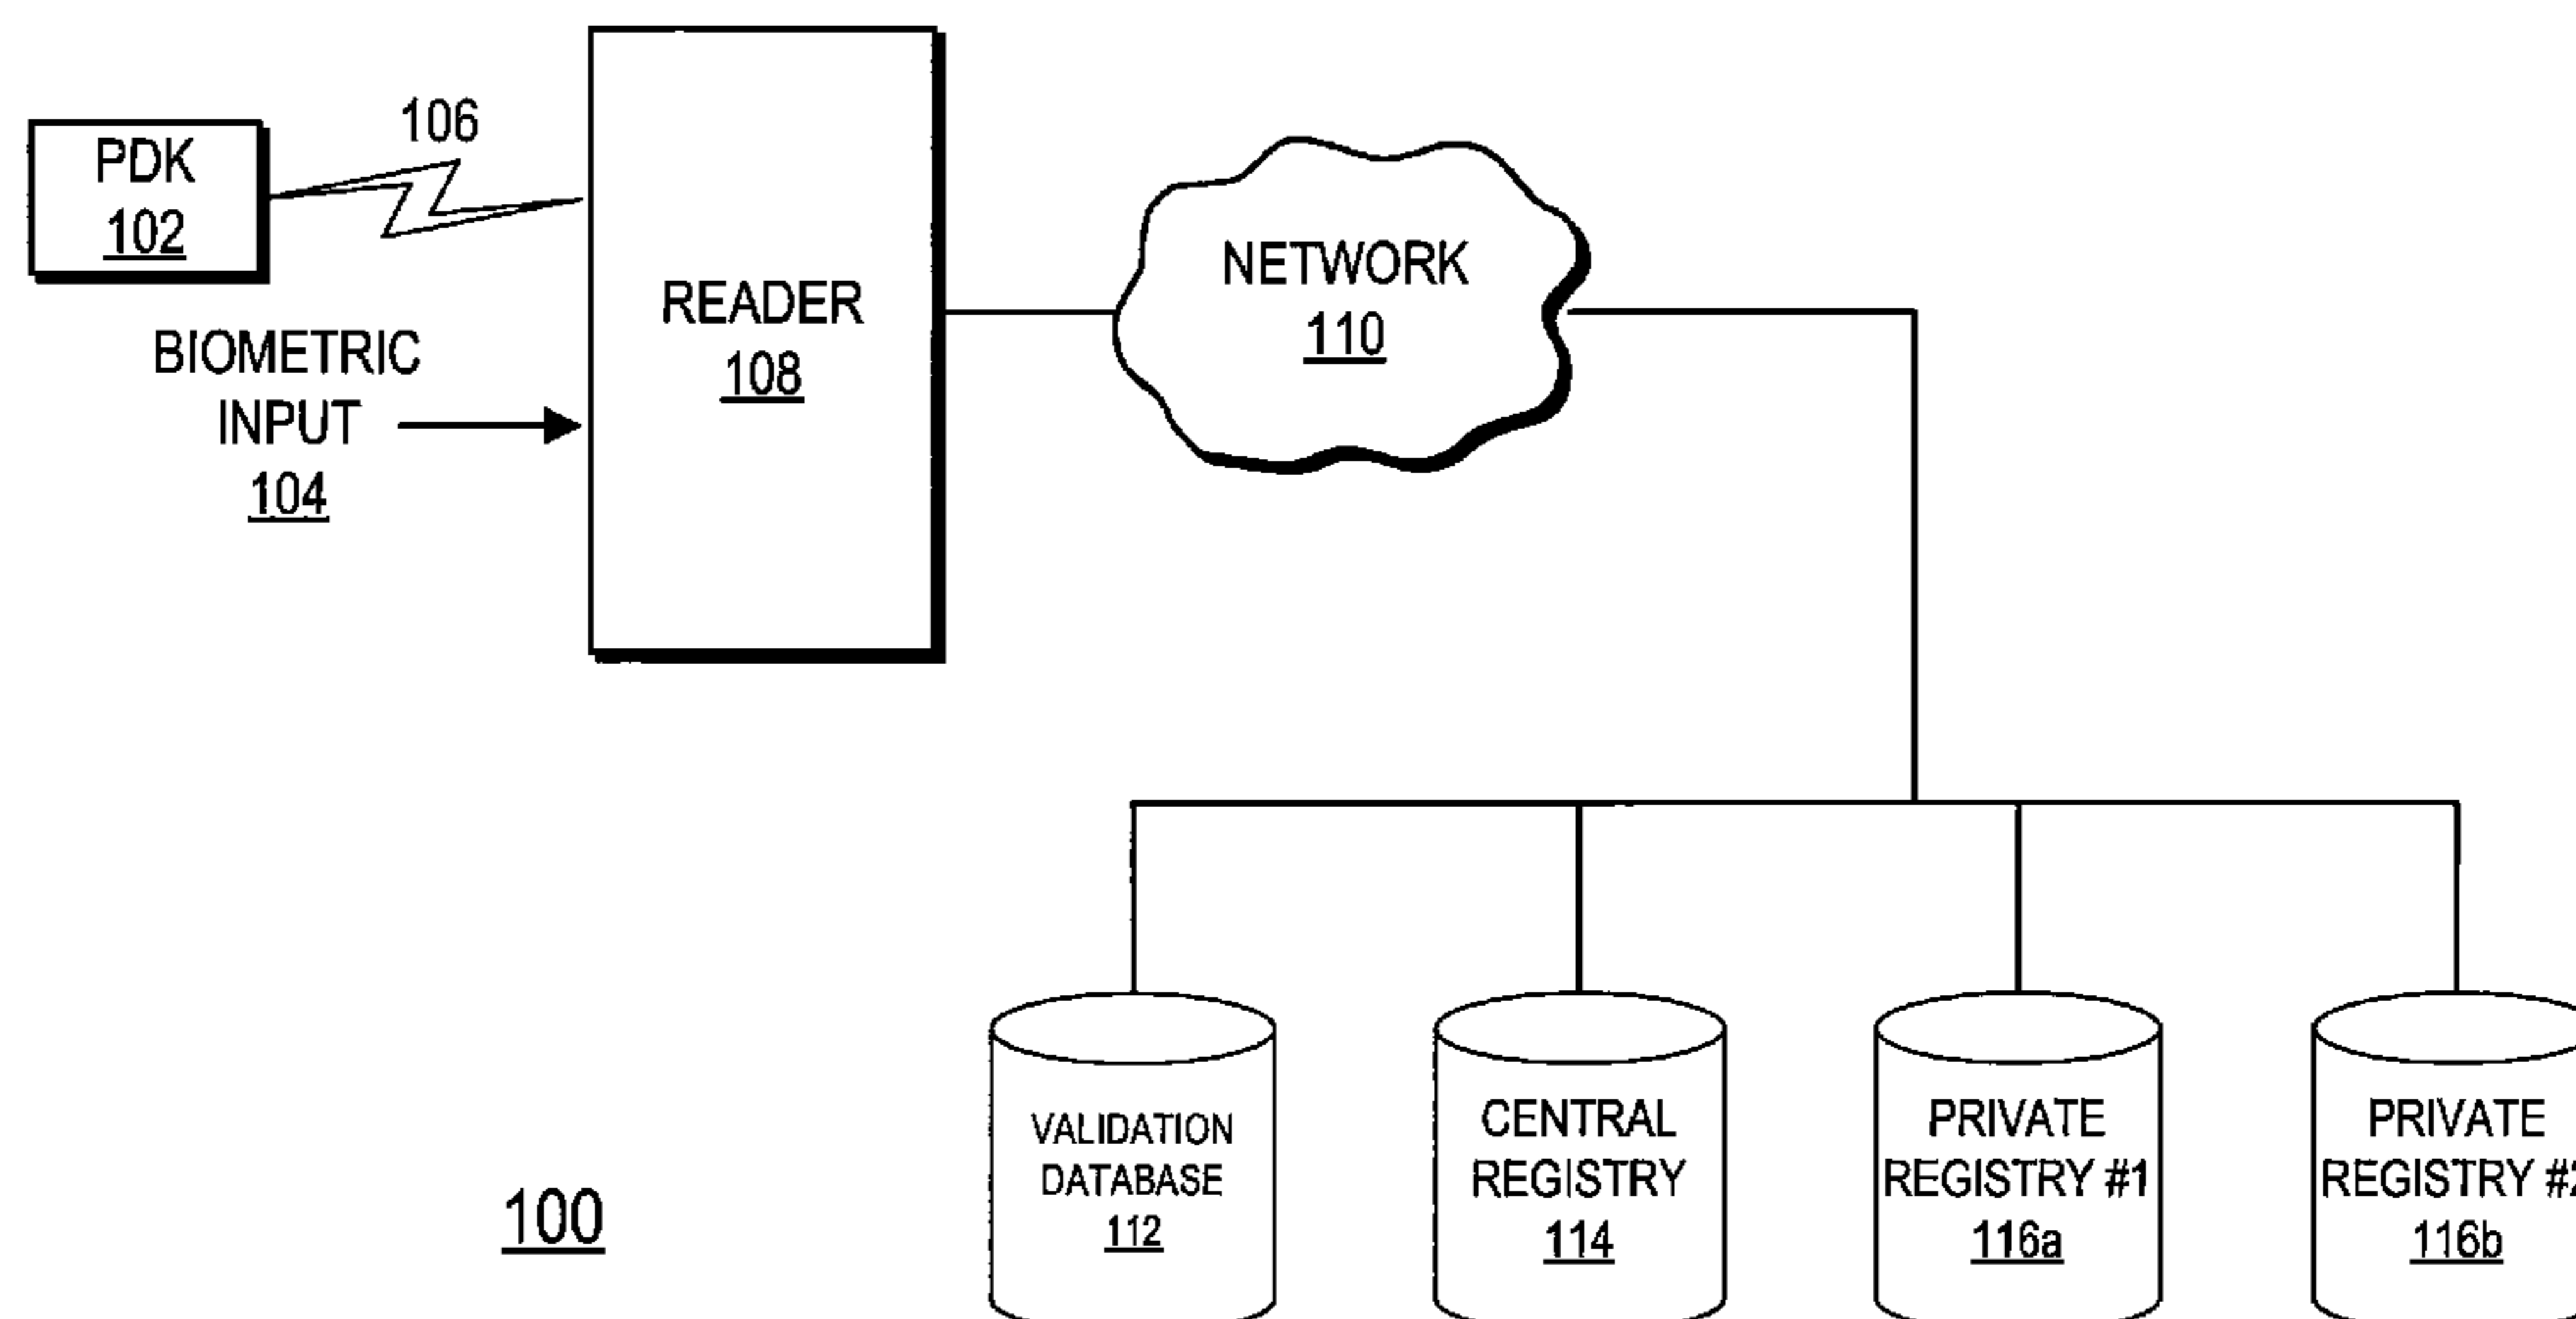 106
PDK
102
BIOMETRIC
INPUT
104
READER
108
NETWORK
110
VALIDATION
DATABASE
112
CENTRAL
REGISTRY
114
PRIVATE
REGISTRY #1
116a
PRIVATE
REGISTRY #2
116b
100